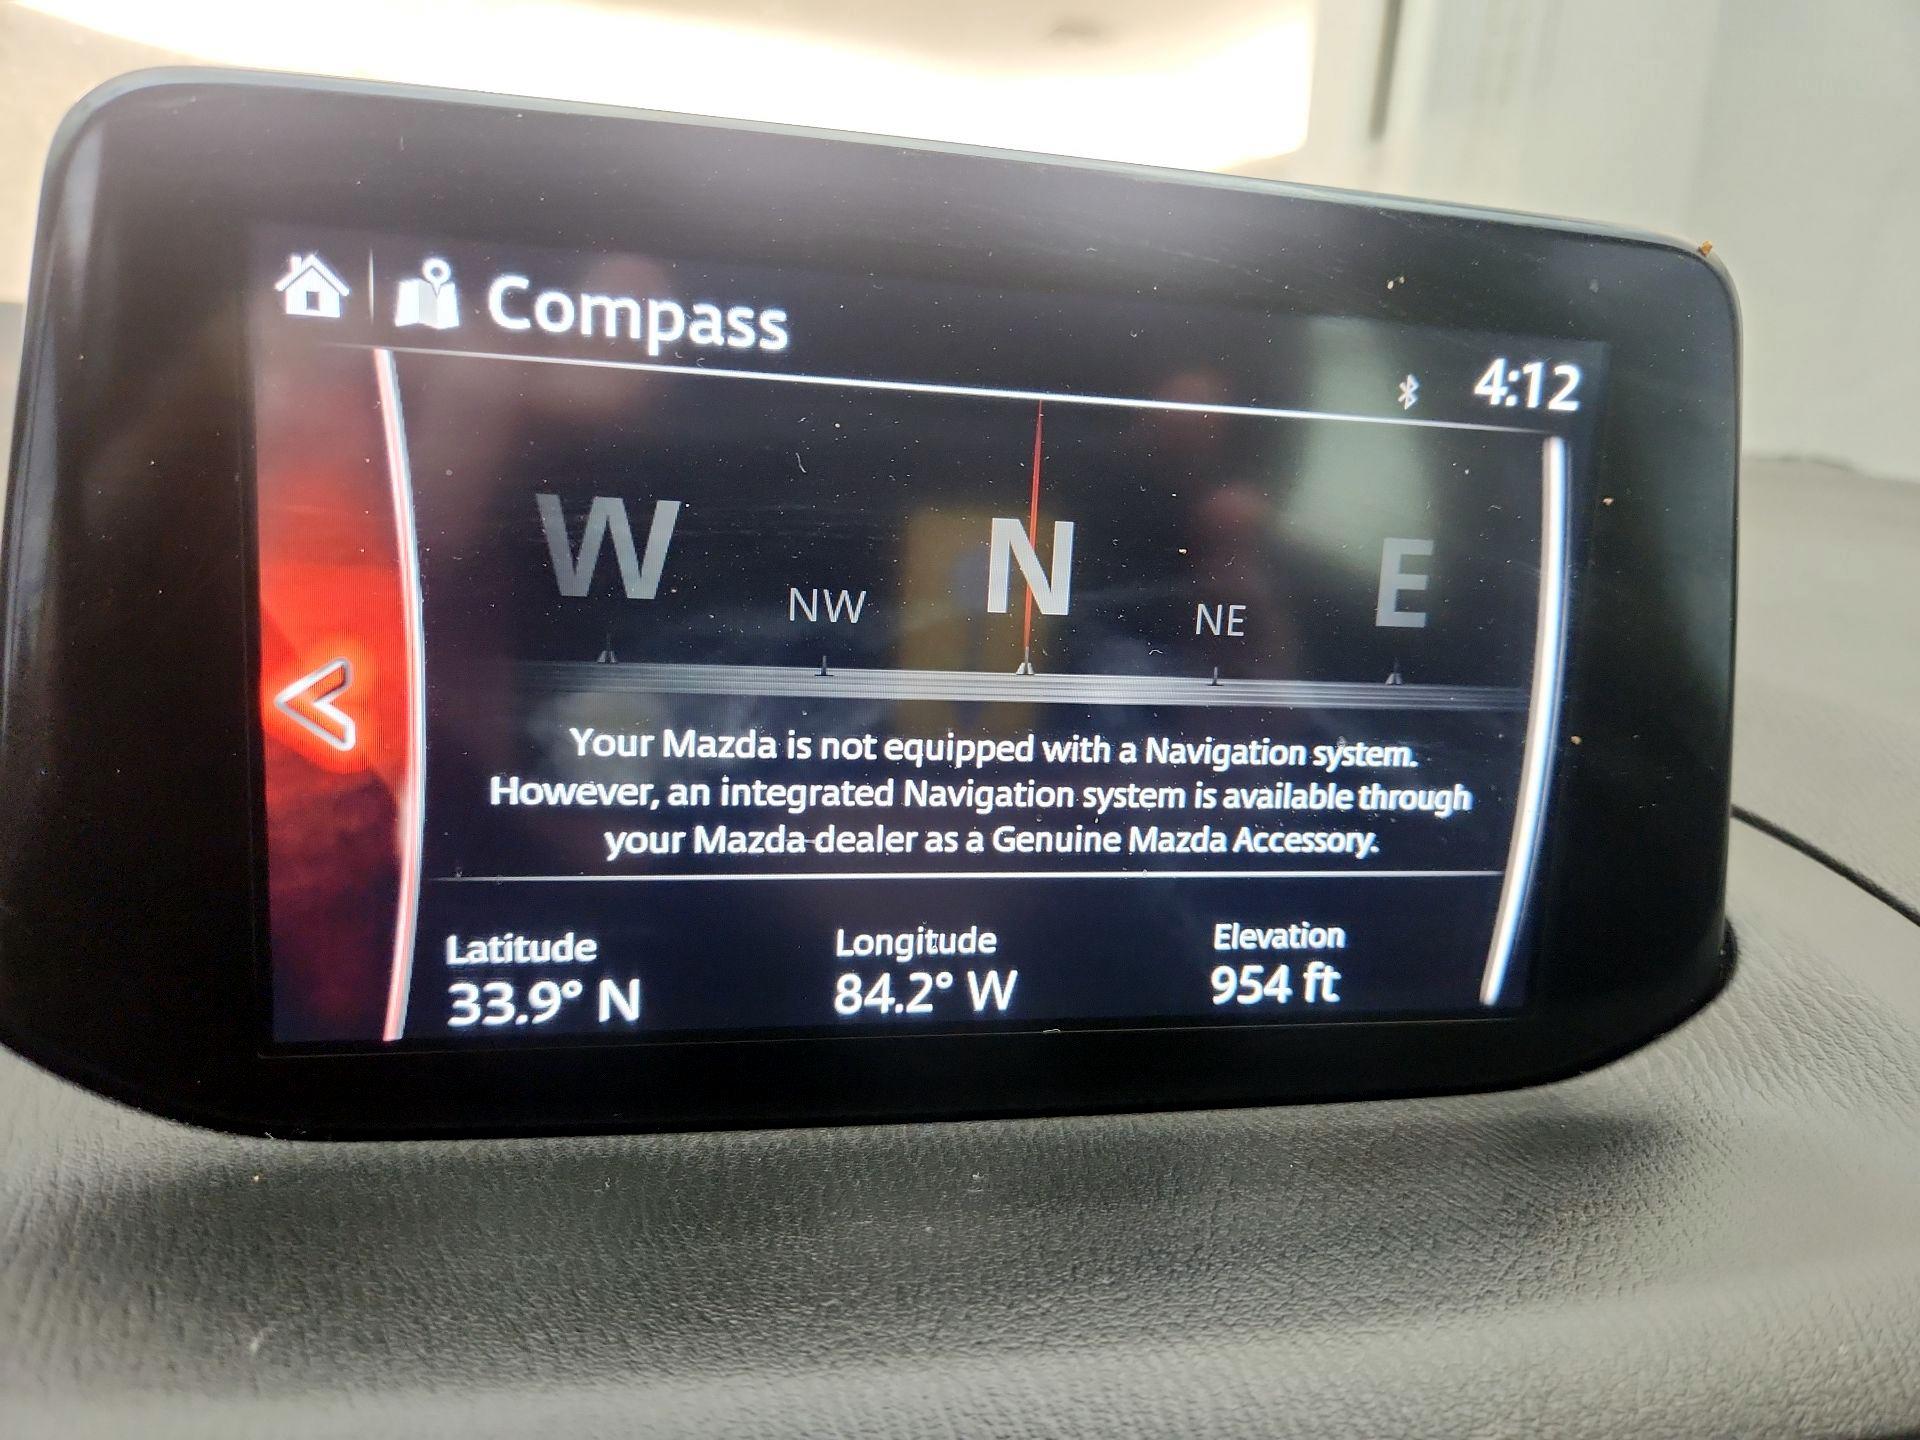 Compass
4:12
W NW N NE E
Your Mazda is not equipped with a Navigation system.
However, an integrated Navigation system is available through
your Mazda dealer as a Genuine Mazda Accessory.
Latitude Longitude Elevation
33.9° N 84.2° W 954 ft